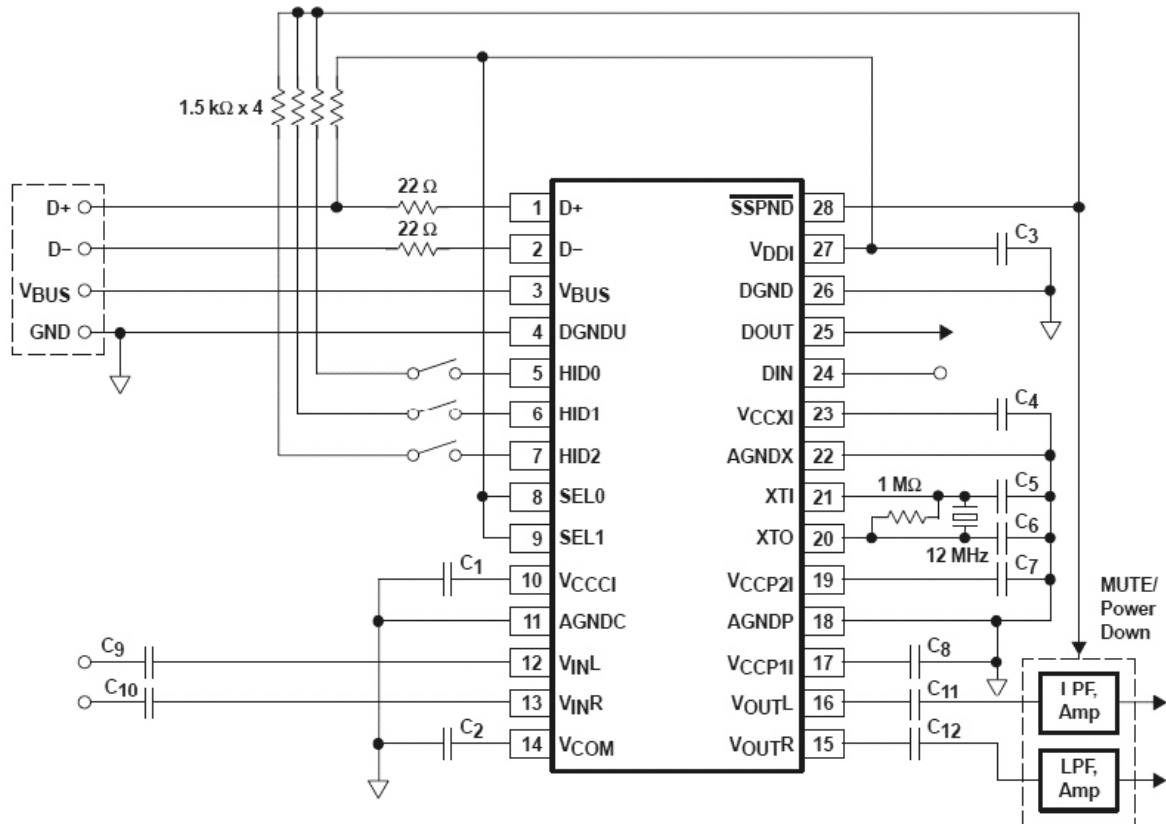 1.5 kΩ x 4
22 Ω
22 Ω
D+
D−
VBUS
GND
1 D+
2 D−
3 VBUS
4 DGNDU
5 HID0
6 HID1
7 HID2
8 SEL0
9 SEL1
10 VCCCI
11 AGNDC
12 VINL
13 VINR
14 VCOM
SSPND 28
VDDI 27
DGND 26
DOUT 25
DIN 24
VCCXI 23
AGNDX 22
XTI 21
XTO 20
VCCP2I 19
AGNDP 18
VCCP1I 17
VOUTL 16
VOUTR 15
C1
C9
C10
C2
C3
C4
1 MΩ
C5
C6
12 MHz
C7
C8
C11
C12
MUTE/
Power
Down
LPF,
Amp
LPF,
Amp